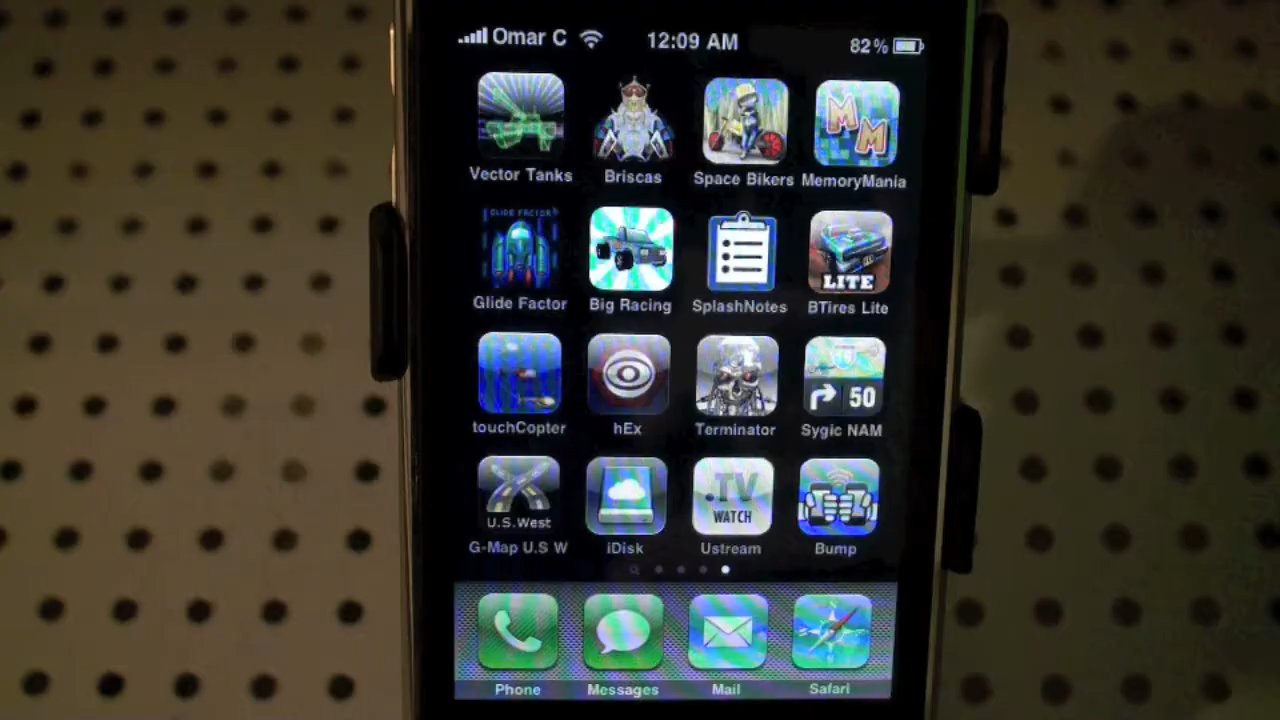 Omar C 12:09 AM 82%
Vector Tanks Briscas Space Bikers MemoryMania
M M
GLIDE FACTOR
LITE
Glide Factor Big Racing SplashNotes BTires Lite
50
touchCopter hEx Terminator Sygic NAM
U.S.West .TV WATCH
G-Map U.S W iDisk Ustream Bump
Phone Messages Mail Safari